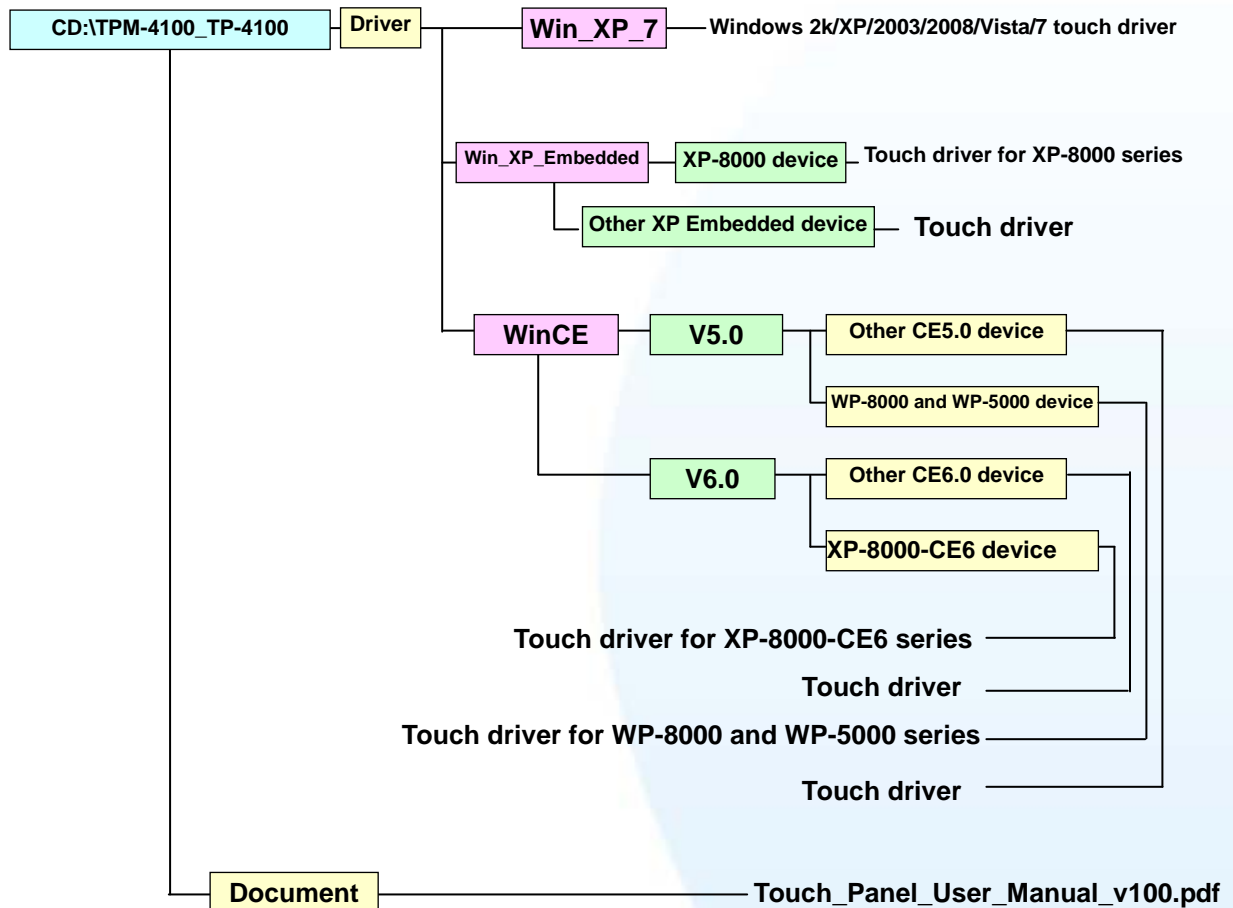 CD:\TPM-4100_TP-4100
Driver
Win_XP_7
Windows 2k/XP/2003/2008/Vista/7 touch driver
Win_XP_Embedded
XP-8000 device
Touch driver for XP-8000 series
Other XP Embedded device
Touch driver
WinCE
V5.0
Other CE5.0 device
WP-8000 and WP-5000 device
V6.0
Other CE6.0 device
XP-8000-CE6 device
Touch driver for XP-8000-CE6 series
Touch driver
Touch driver for WP-8000 and WP-5000 series
Touch driver
Document
Touch_Panel_User_Manual_v100.pdf